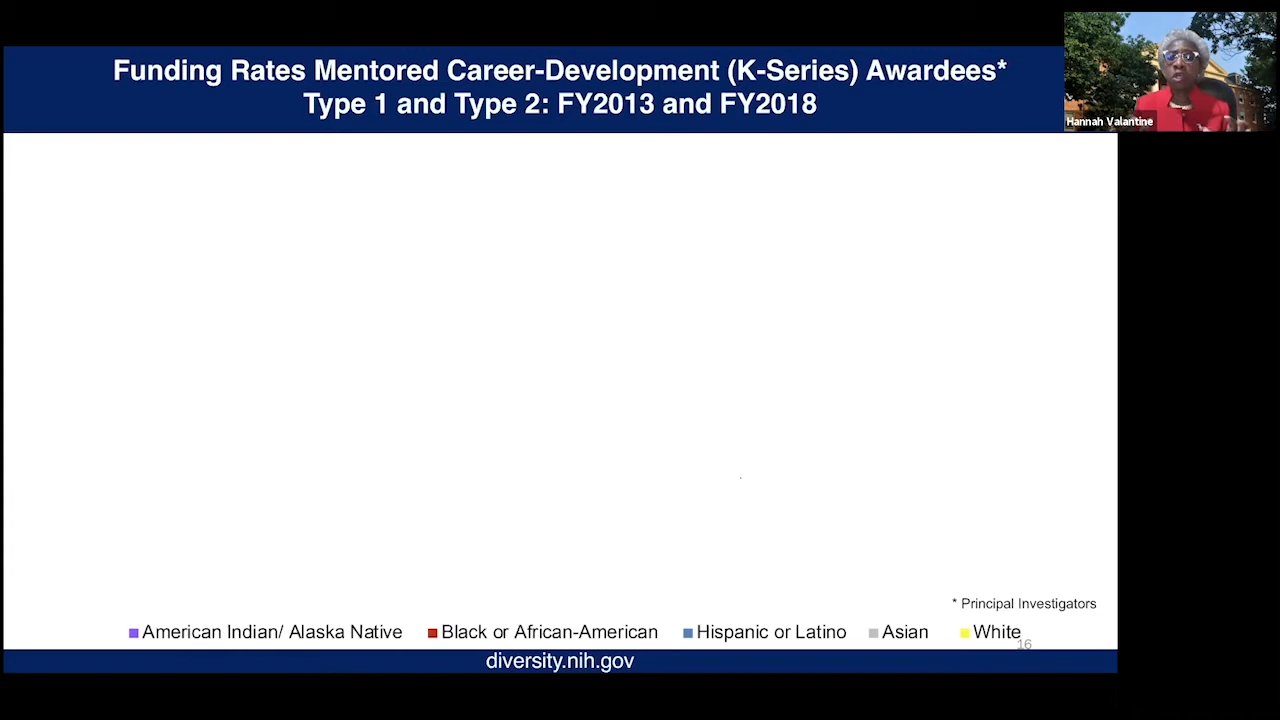 Funding Rates Mentored Career-Development (K-Series) Awardees*
Type 1 and Type 2: FY2013 and FY2018
Hannah Valantine
* Principal Investigators
American Indian/ Alaska Native Black or African-American Hispanic or Latino Asian White
16
diversity.nih.gov